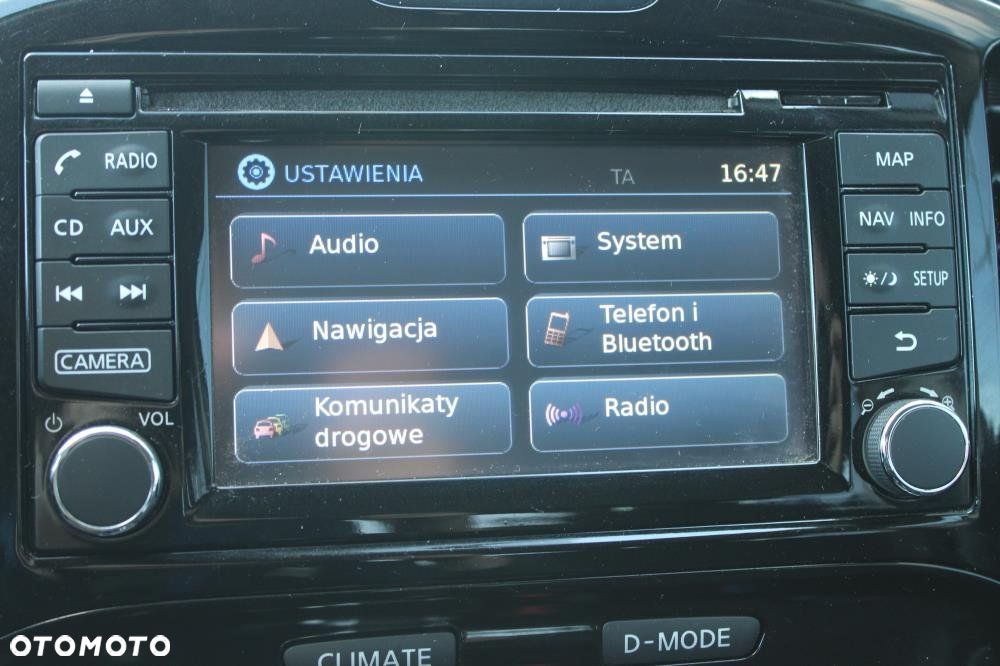 RADIO
CD AUX
CAMERA
VOL
USTAWIENIA TA 16:47
Audio
System
Nawigacja
Telefon i
Bluetooth
Komunikaty
drogowe
Radio
MAP
NAV INFO
SETUP
CLIMATE
D-MODE
OTOMOTO